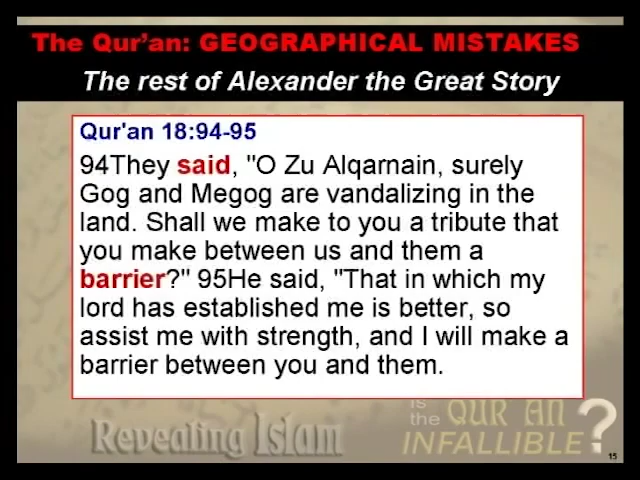 The Qur'an: GEOGRAPHICAL MISTAKES
The rest of Alexander the Great Story
Qur'an 18:94-95
94They said, "O Zu Alqarnain, surely
Gog and Megog are vandalizing in the
land. Shall we make to you a tribute that
you make between us and them a
barrier?" 95He said, "That in which my
lord has established me is better, so
assist me with strength, and I will make a
barrier between you and them.
Revealing Islam
is
the QUR'AN
INFALLIBLE?
15